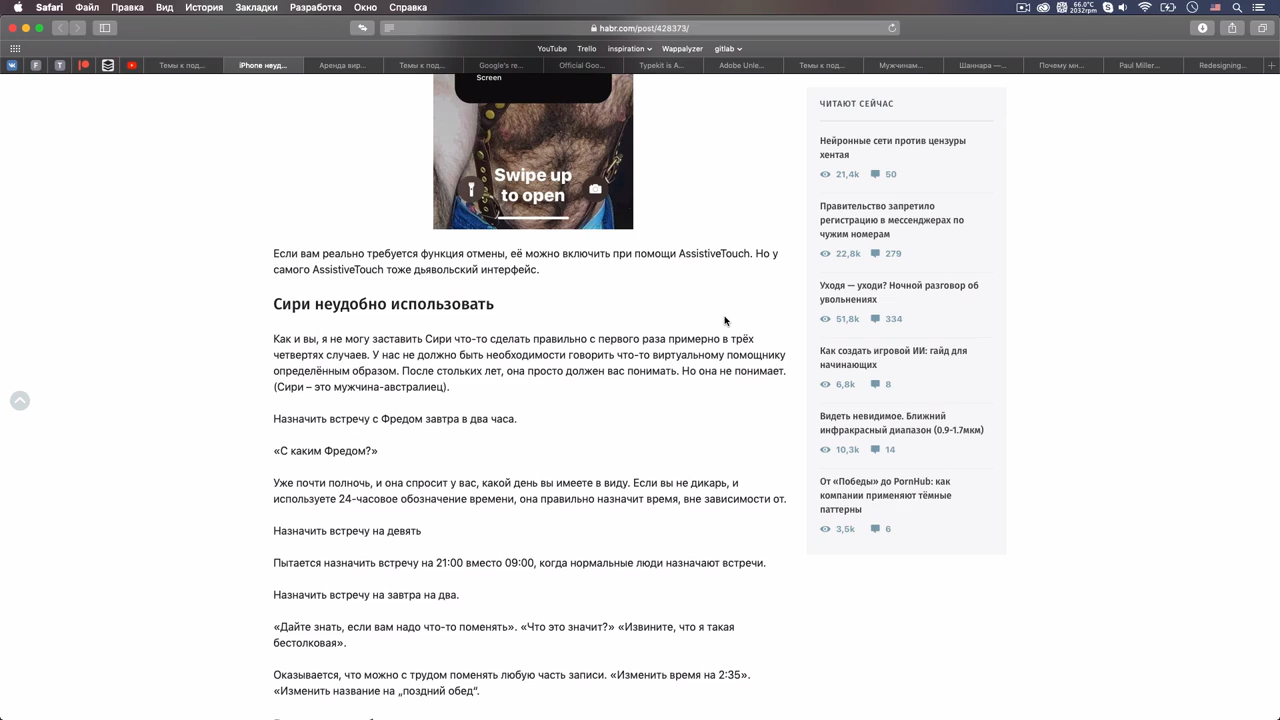 Safari Файл Правка Вид История Закладки Разработка Окно Справка
66.0°C
2032rpm
habr.com/post/428373/
YouTube Trello inspiration Wappalyzer gitlab
Темы к под... iPhone неуд... Аренда вир... Темы к под... Google's re... Official Goo... Typekit is A... Adobe Unle... Темы к под... Мужчинам... Шаннара —... Почему мн... Paul Miller... Redesigning...
Screen
Swipe up
to open
Если вам реально требуется функция отмены, её можно включить при помощи AssistiveTouch. Но у
самого AssistiveTouch тоже дьявольский интерфейс.
Сири неудобно использовать
Как и вы, я не могу заставить Сири что-то сделать правильно с первого раза примерно в трёх
четвертях случаев. У нас не должно быть необходимости говорить что-то виртуальному помощнику
определённым образом. После стольких лет, она просто должен вас понимать. Но она не понимает.
(Сири – это мужчина-австралиец).
Назначить встречу с Фредом завтра в два часа.
«С каким Фредом?»
Уже почти полночь, и она спросит у вас, какой день вы имеете в виду. Если вы не дикарь, и
используете 24-часовое обозначение времени, она правильно назначит время, вне зависимости от.
Назначить встречу на девять
Пытается назначить встречу на 21:00 вместо 09:00, когда нормальные люди назначают встречи.
Назначить встречу на завтра на два.
«Дайте знать, если вам надо что-то поменять». «Что это значит?» «Извините, что я такая
бестолковая».
Оказывается, что можно с трудом поменять любую часть записи. «Изменить время на 2:35».
«Изменить название на „поздний обед“.
ЧИТАЮТ СЕЙЧАС
Нейронные сети против цензуры
хентая
21,4k 50
Правительство запретило
регистрацию в мессенджерах по
чужим номерам
22,8k 279
Уходя — уходи? Ночной разговор об
увольнениях
51,8k 334
Как создать игровой ИИ: гайд для
начинающих
6,8k 8
Видеть невидимое. Ближний
инфракрасный диапазон (0.9-1.7мкм)
10,3k 14
От «Победы» до PornHub: как
компании применяют тёмные
паттерны
3,5k 6